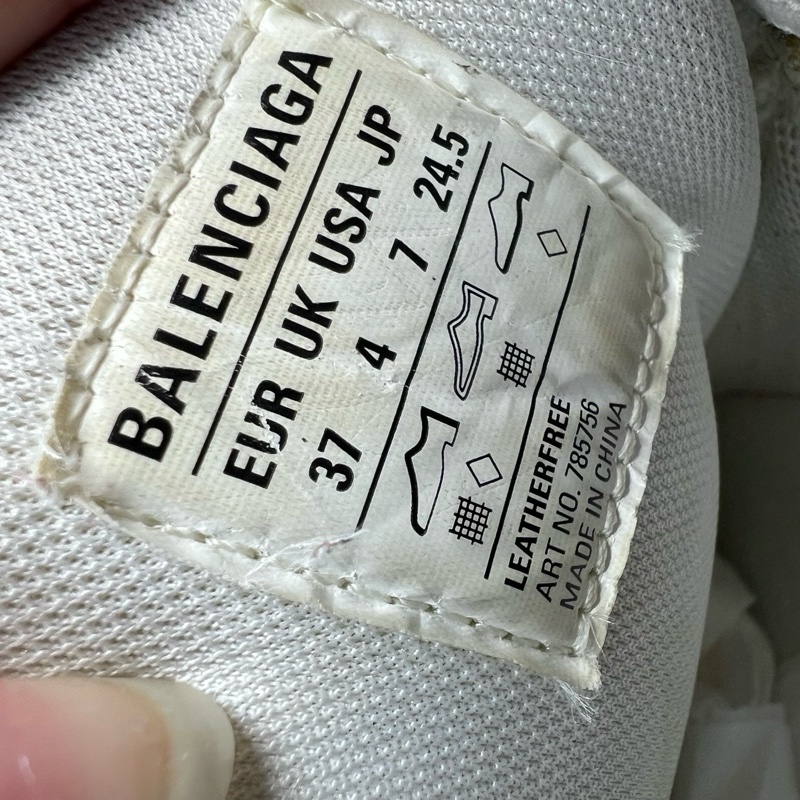 BALENCIAGA
EUR UK USA JP
37 4 7 24.5
LEATHERFREE
ART NO. 785756
MADE IN CHINA